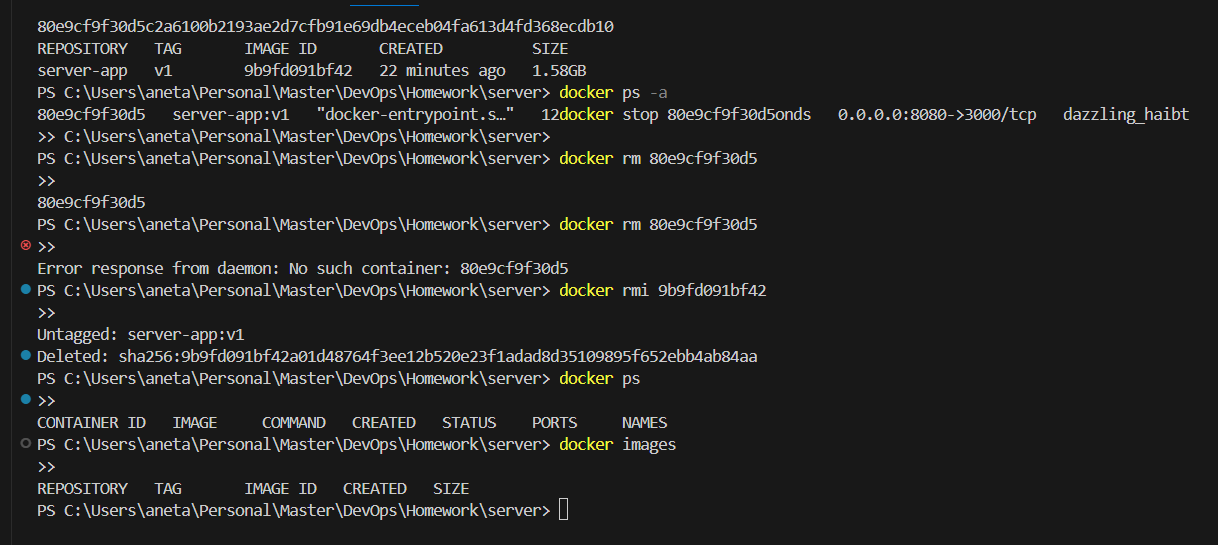 80e9cf9f30d5c2a6100b2193ae2d7cfb91e69db4eceb04fa613d4fd368ecdb10
REPOSITORY   TAG       IMAGE ID       CREATED          SIZE
server-app   v1        9b9fd091bf42   22 minutes ago   1.58GB
PS C:\Users\aneta\Personal\Master\DevOps\Homework\server> docker ps -a
80e9cf9f30d5   server-app:v1   "docker-entrypoint.s…"   12docker stop 80e9cf9f30d5onds   0.0.0.0:8080->3000/tcp   dazzling_haibt
>> C:\Users\aneta\Personal\Master\DevOps\Homework\server>
PS C:\Users\aneta\Personal\Master\DevOps\Homework\server> docker rm 80e9cf9f30d5
>>
80e9cf9f30d5
PS C:\Users\aneta\Personal\Master\DevOps\Homework\server> docker rm 80e9cf9f30d5
>>
Error response from daemon: No such container: 80e9cf9f30d5
PS C:\Users\aneta\Personal\Master\DevOps\Homework\server> docker rmi 9b9fd091bf42
>>
Untagged: server-app:v1
Deleted: sha256:9b9fd091bf42a01d48764f3ee12b520e23f1adad8d35109895f652ebb4ab84aa
PS C:\Users\aneta\Personal\Master\DevOps\Homework\server> docker ps
>>
CONTAINER ID   IMAGE     COMMAND   CREATED   STATUS    PORTS     NAMES
PS C:\Users\aneta\Personal\Master\DevOps\Homework\server> docker images
>>
REPOSITORY   TAG       IMAGE ID   CREATED   SIZE
PS C:\Users\aneta\Personal\Master\DevOps\Homework\server>